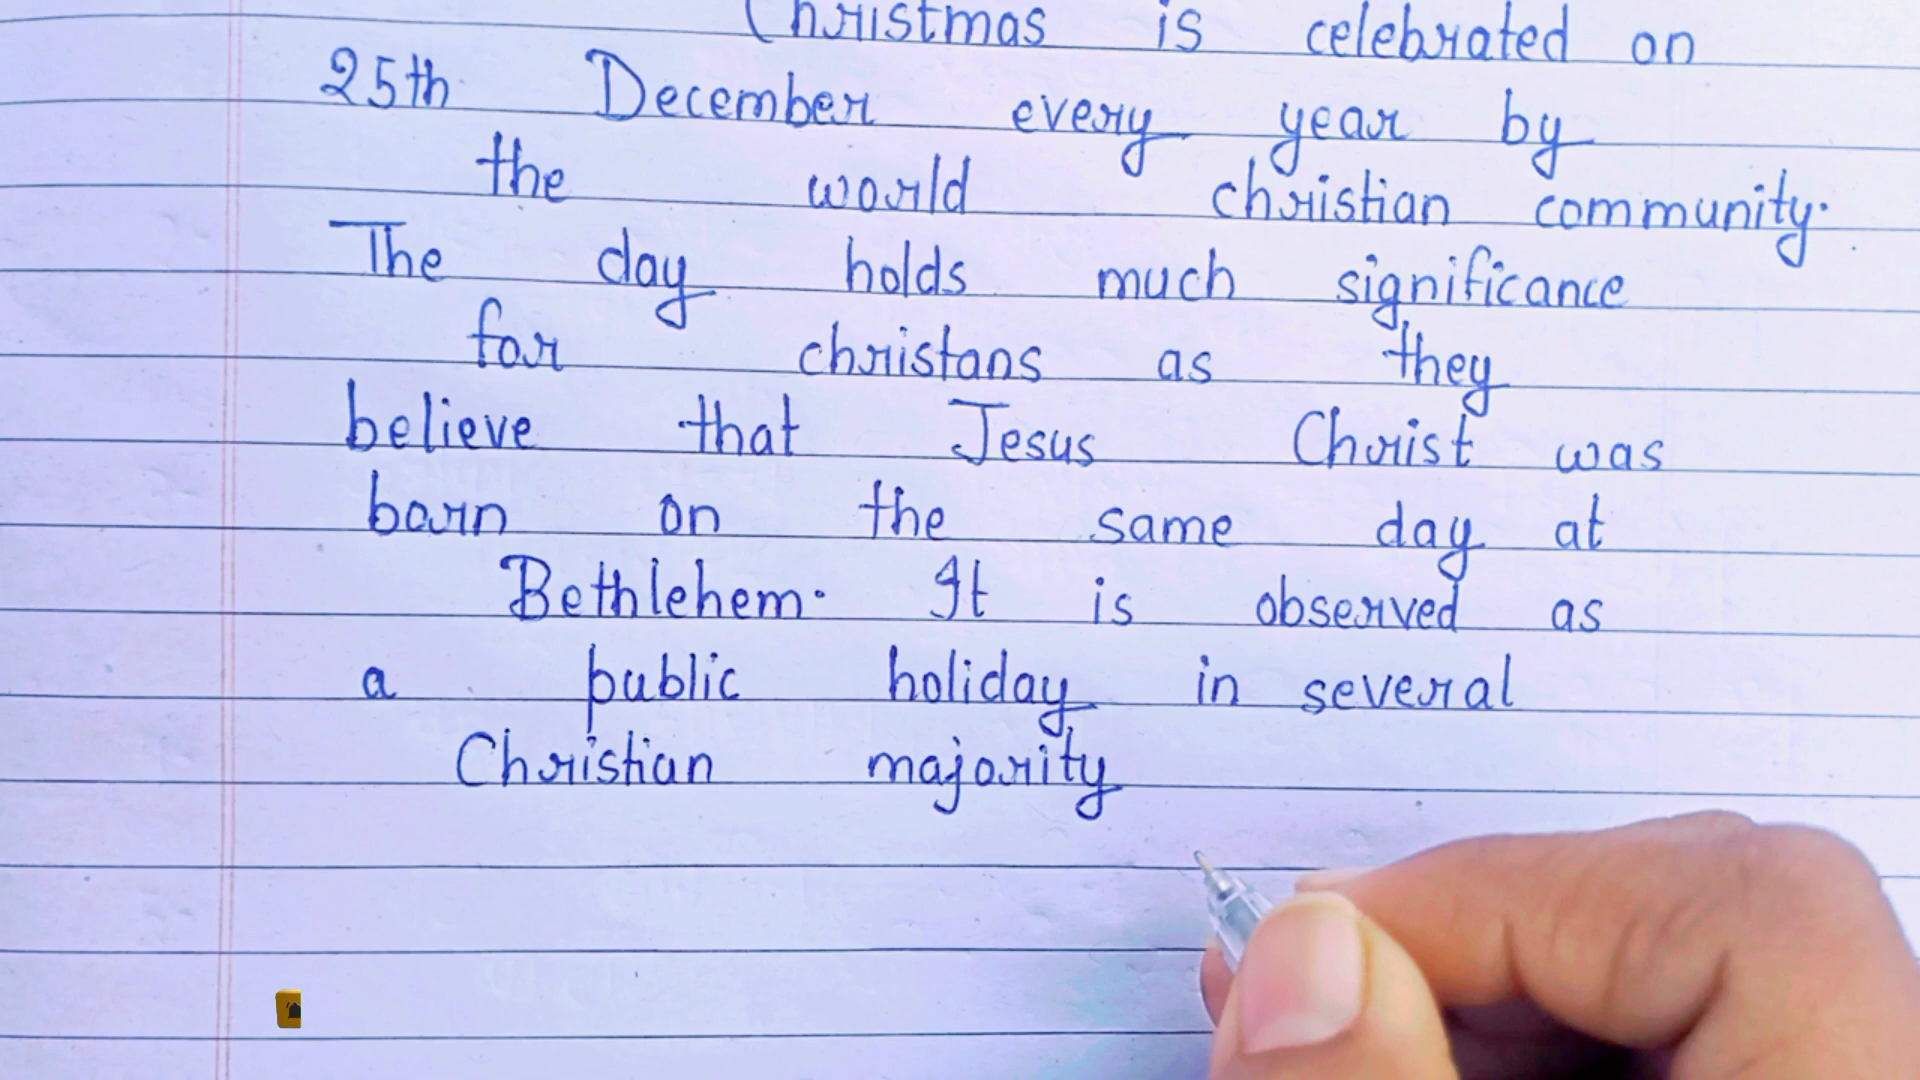 Christmas is celebrated on
25th December every year by
the world christian community.
The day holds much significance
for christans as they
believe that Jesus Christ was
born on the same day at
Bethlehem. It is observed as
a public holiday in several
Christian majority